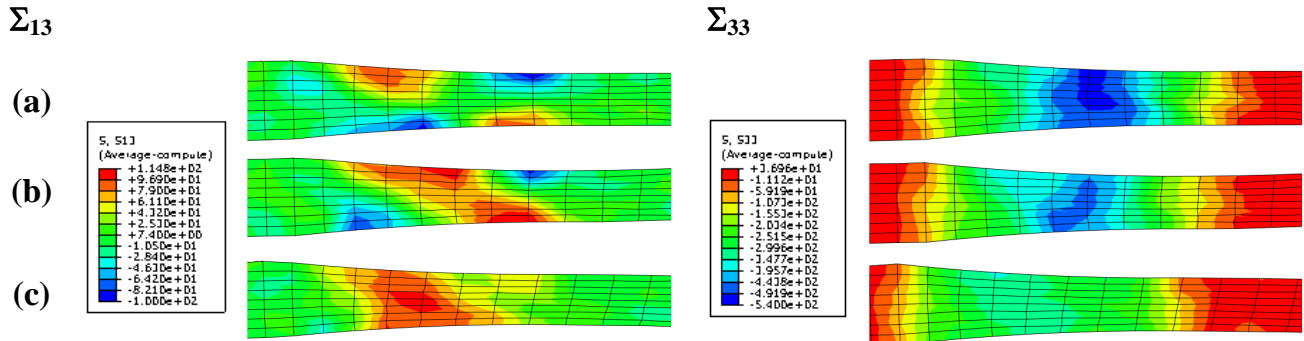 Σ13
Σ33
(a)
(b)
(c)
S, S13
(Average-compute)
+1.148e+02
+9.690e+01
+7.900e+01
+6.110e+01
+4.320e+01
+2.530e+01
+7.400e+00
-1.050e+01
-2.840e+01
-4.630e+01
-6.420e+01
-8.210e+01
-1.000e+02
S, S33
(Average-compute)
+3.696e+01
-1.112e+01
-5.919e+01
-1.073e+02
-1.553e+02
-2.034e+02
-2.515e+02
-2.996e+02
-3.477e+02
-3.957e+02
-4.438e+02
-4.919e+02
-5.400e+02